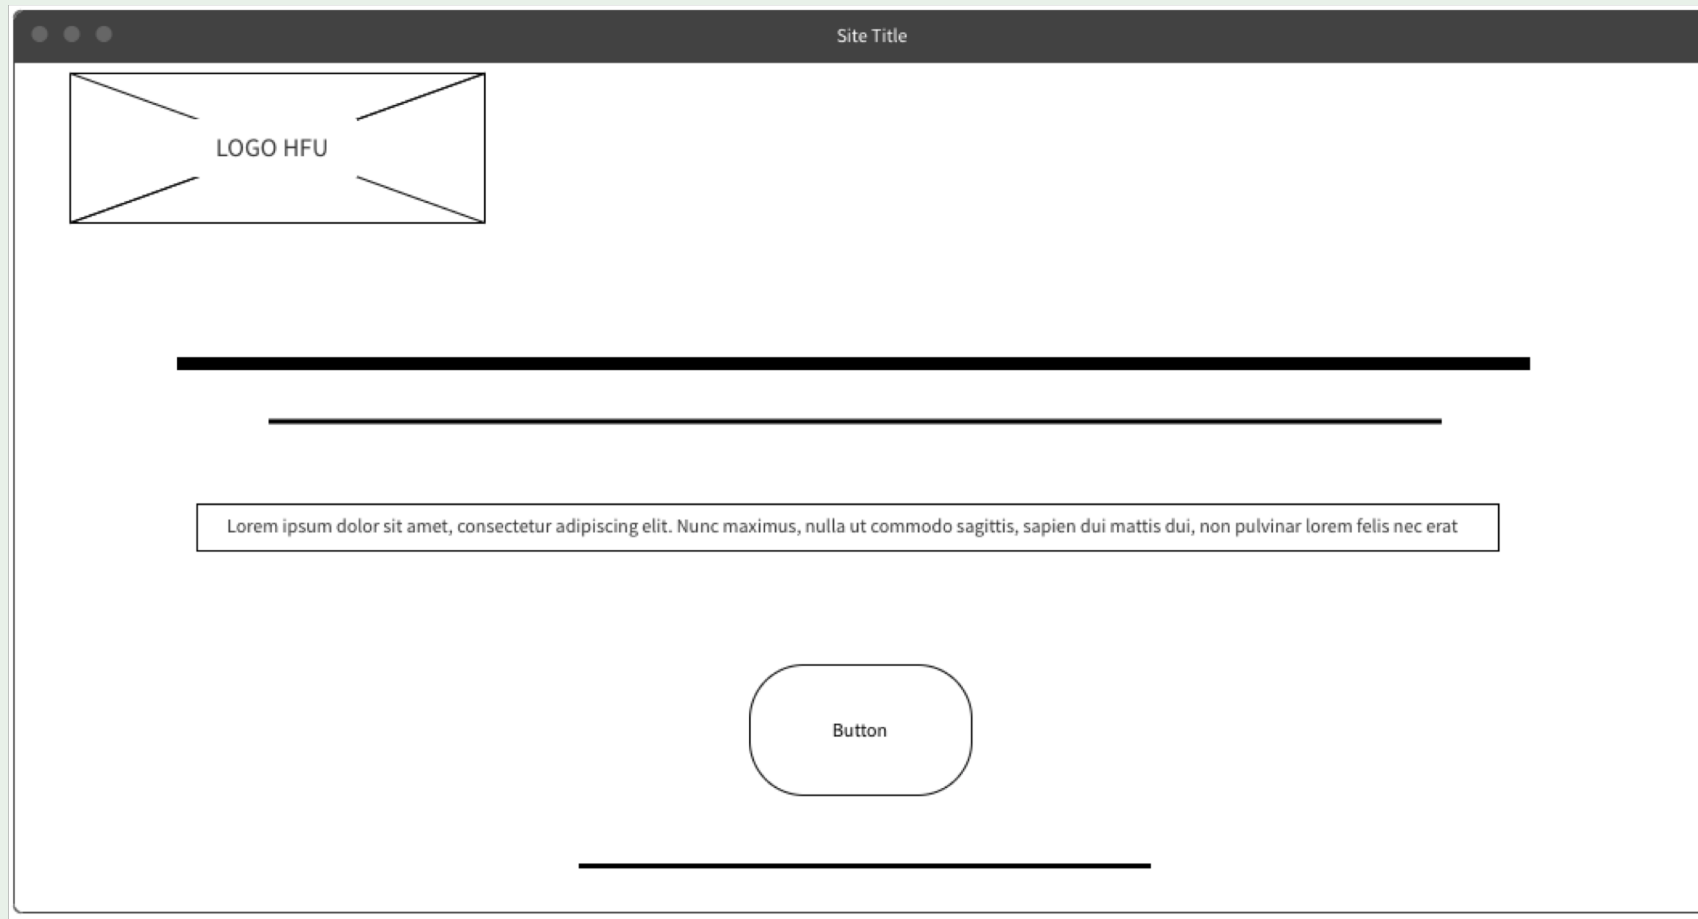 Site Title
LOGO HFU
Lorem ipsum dolor sit amet, consectetur adipiscing elit. Nunc maximus, nulla ut commodo sagittis, sapien dui mattis dui, non pulvinar lorem felis nec erat
Button